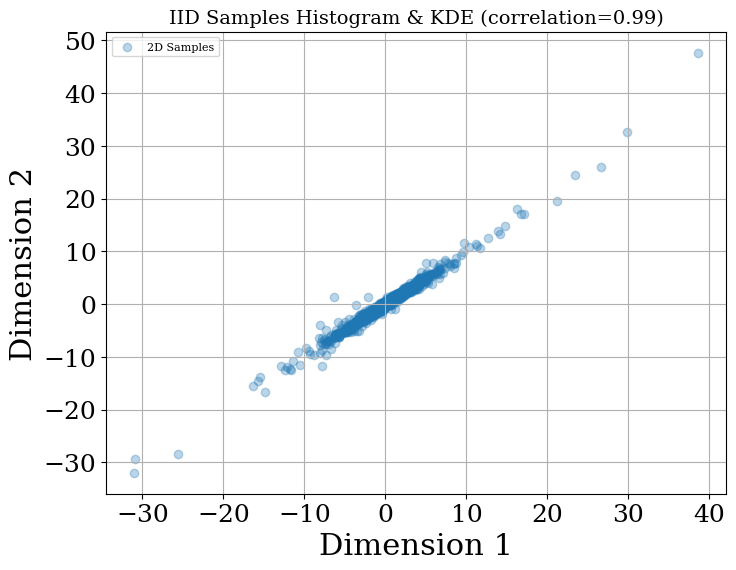 IID Samples Histogram & KDE (correlation=0.99)
2D Samples
50
40
30
20
10
0
−10
−20
−30
Dimension 2
−30 −20 −10 0 10 20 30 40
Dimension 1